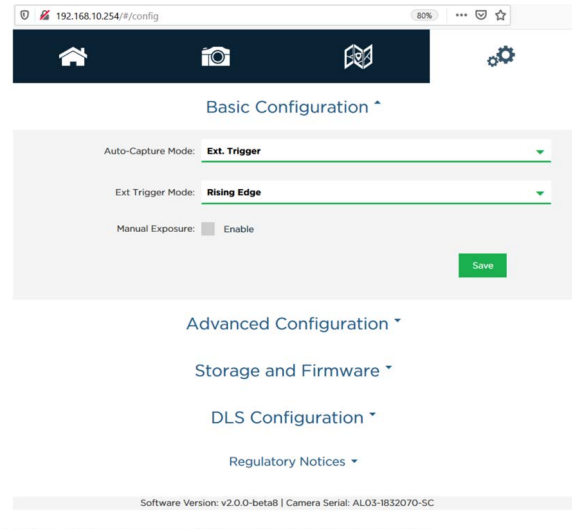 192.168.10.254/#/config
80%
Basic Configuration
Auto-Capture Mode: Ext. Trigger
Ext Trigger Mode: Rising Edge
Manual Exposure: Enable
Save
Advanced Configuration
Storage and Firmware
DLS Configuration
Regulatory Notices
Software Version: v2.0.0-beta8 | Camera Serial: AL03-1832070-SC